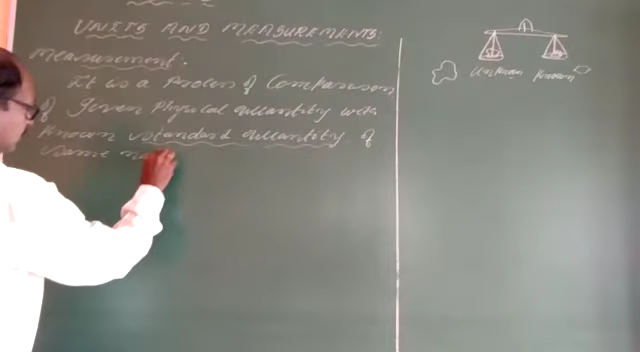 UNITS AND MEASUREMENTS:
Measurement.
It is a Process of Comparison
of given Physical quantity with
known standard quantity of
same
unknown known